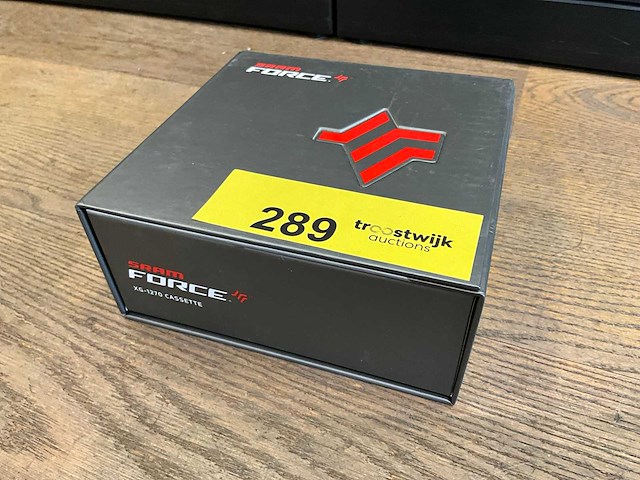 SRAM
FORCE
289
troostwijk
auctions
SRAM
FORCE
XG-1270 CASSETTE